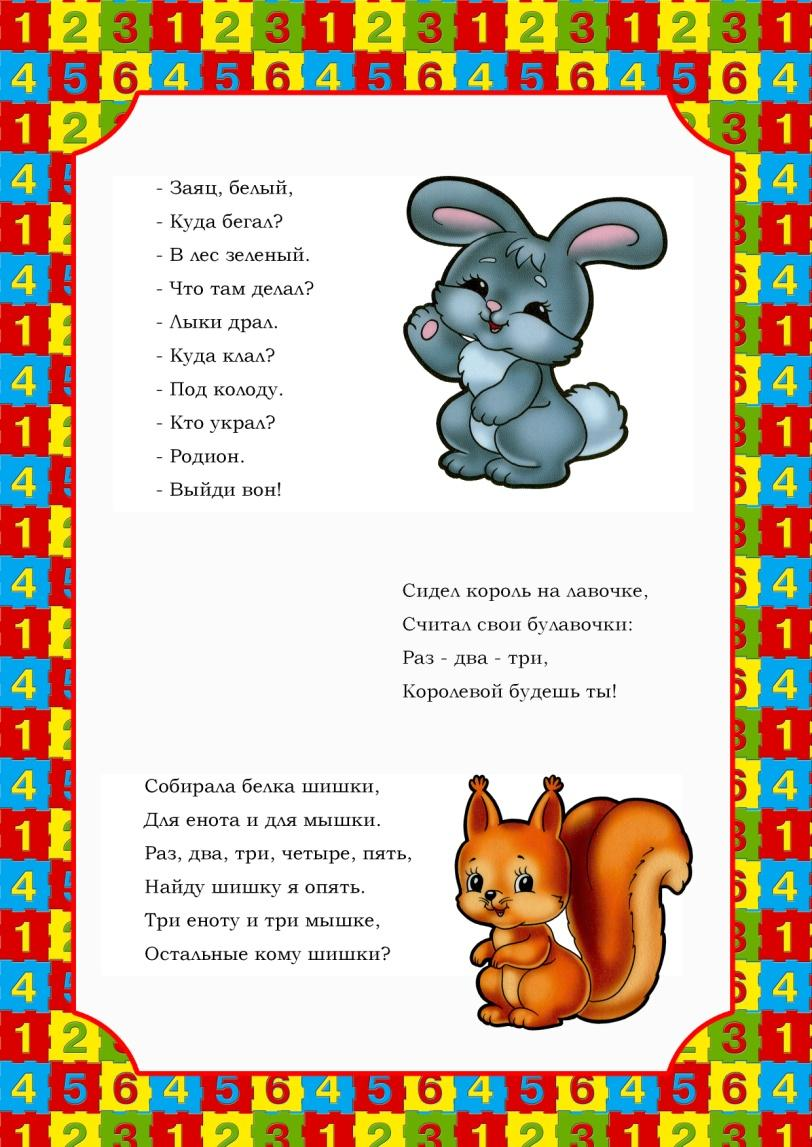 - Заяц, белый,
- Куда бегал?
- В лес зеленый.
- Что там делал?
- Лыки драл.
- Куда клал?
- Под колоду.
- Кто украл?
- Родион.
- Выйди вон!
Сидел король на лавочке,
Считал свои булавочки:
Раз - два - три,
Королевой будешь ты!
Собирала белка шишки,
Для енота и для мышки.
Раз, два, три, четыре, пять,
Найду шишку я опять.
Три еноту и три мышке,
Остальные кому шишки?